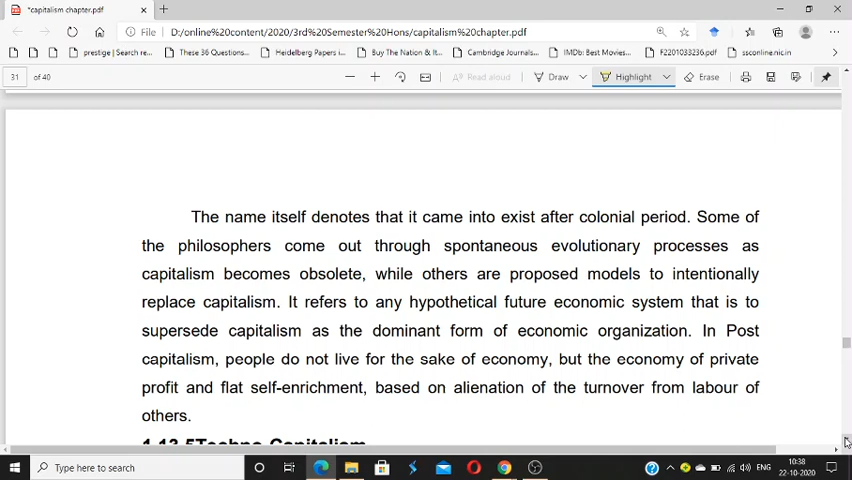 *capitalism chapter.pdf
File
D:/online%20content/2020/3rd%20Semester%20Hons/capitalism%20chapter.pdf
prestige | Search re...
These 36 Questions...
Heidelberg Papers i...
Buy The Nation & It...
Cambridge Journals...
IMDb: Best Movies...
F2201033236.pdf
ssconline.nic.in
31 of 40
Read aloud
Draw
Highlight
Erase
The name itself denotes that it came into exist after colonial period. Some of
the philosophers come out through spontaneous evolutionary processes as
capitalism becomes obsolete, while others are proposed models to intentionally
replace capitalism. It refers to any hypothetical future economic system that is to
supersede capitalism as the dominant form of economic organization. In Post
capitalism, people do not live for the sake of economy, but the economy of private
profit and flat self-enrichment, based on alienation of the turnover from labour of
others.
1.13.5Techno Capitalism
Type here to search
ENG
10:38
22-10-2020